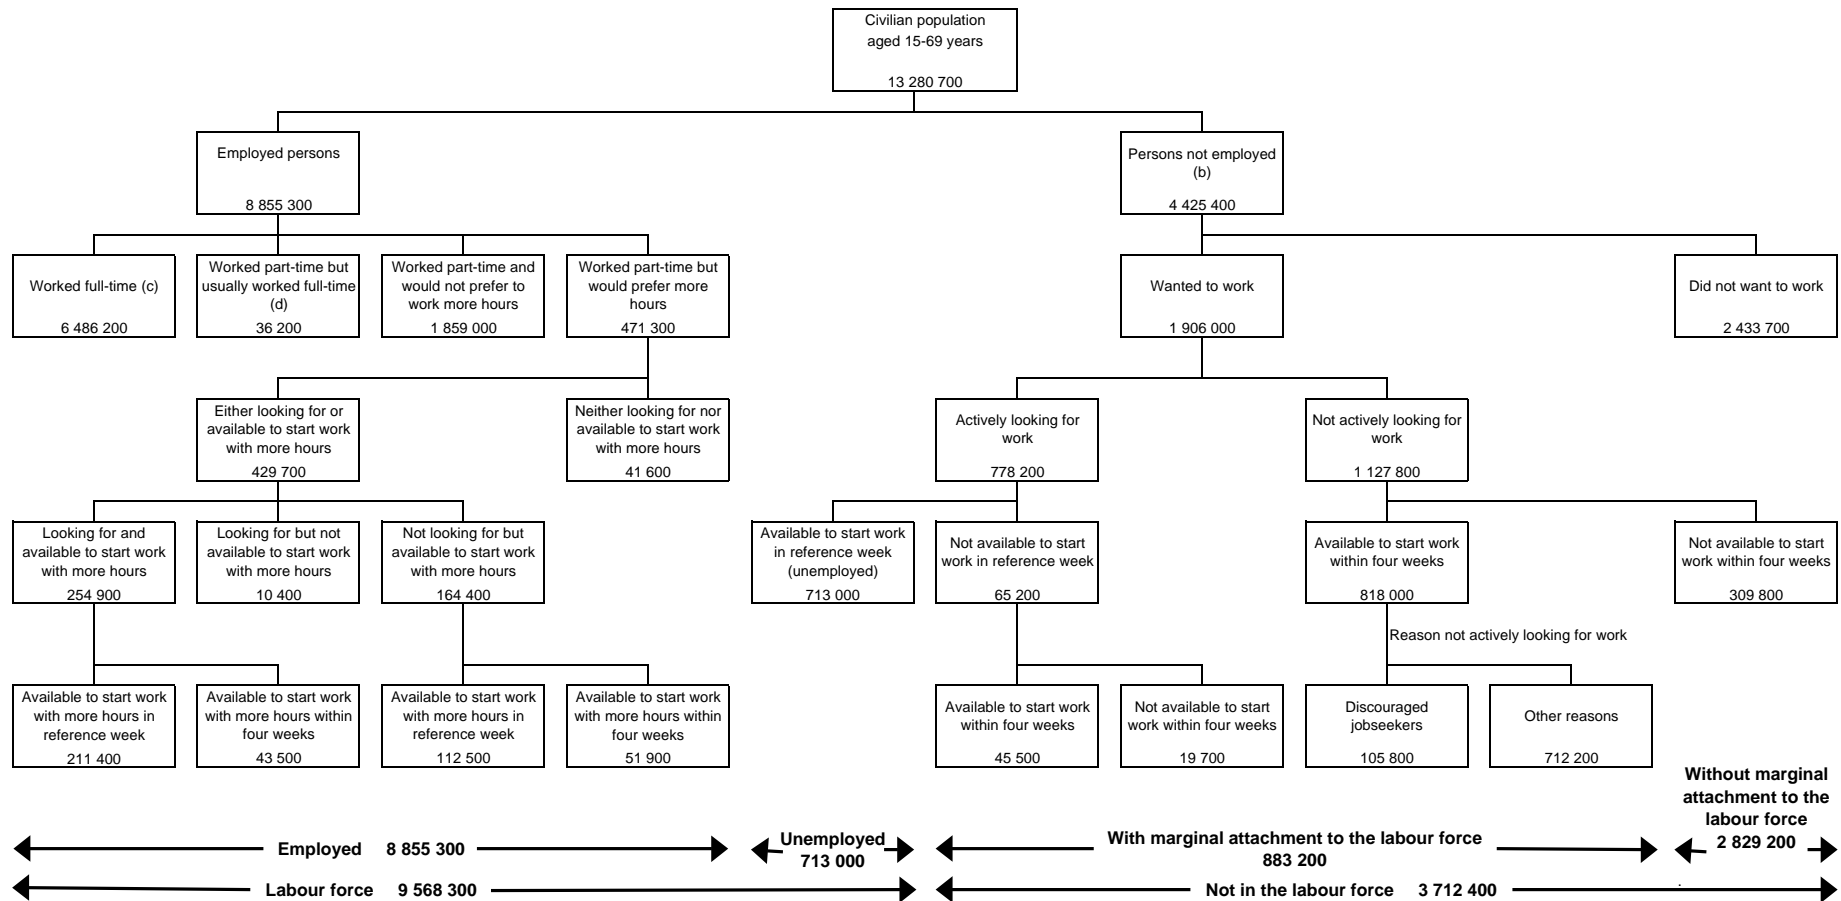 Civilian population
aged 15-69 years
13 280 700
Employed persons
8 855 300
Persons not employed
(b)
4 425 400
Worked full-time (c)
6 486 200
Worked part-time but
usually worked full-time
(d)
36 200
Worked part-time and
would not prefer to
work more hours
1 859 000
Worked part-time but
would prefer more
hours
471 300
Wanted to work
1 906 000
Did not want to work
2 433 700
Either looking for or
available to start work
with more hours
429 700
Neither looking for nor
available to start work
with more hours
41 600
Actively looking for
work
778 200
Not actively looking for
work
1 127 800
Looking for and
available to start work
with more hours
254 900
Looking for but not
available to start work
with more hours
10 400
Not looking for but
available to start work
with more hours
164 400
Available to start work
in reference week
(unemployed)
713 000
Not available to start
work in reference week
65 200
Available to start work
within four weeks
818 000
Not available to start
work within four weeks
309 800
Reason not actively looking for work
Available to start work
with more hours in
reference week
211 400
Available to start work
with more hours within
four weeks
43 500
Available to start work
with more hours in
reference week
112 500
Available to start work
with more hours within
four weeks
51 900
Available to start work
within four weeks
45 500
Not available to start
work within four weeks
19 700
Discouraged
jobseekers
105 800
Other reasons
712 200
Employed 8 855 300
Unemployed
713 000
With marginal attachment to the labour force
883 200
Without marginal
attachment to the
labour force
2 829 200
Labour force 9 568 300
Not in the labour force 3 712 400